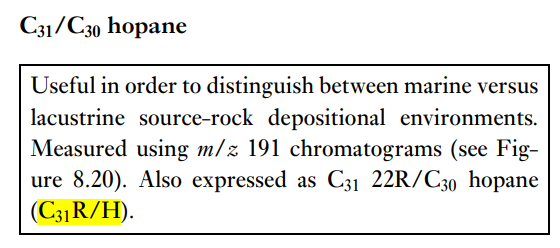 C₃₁/C₃₀ hopane
Useful in order to distinguish between marine versus
lacustrine source-rock depositional environments.
Measured using m/z 191 chromatograms (see Fig-
ure 8.20). Also expressed as C₃₁ 22R/C₃₀ hopane
(C₃₁R/H).